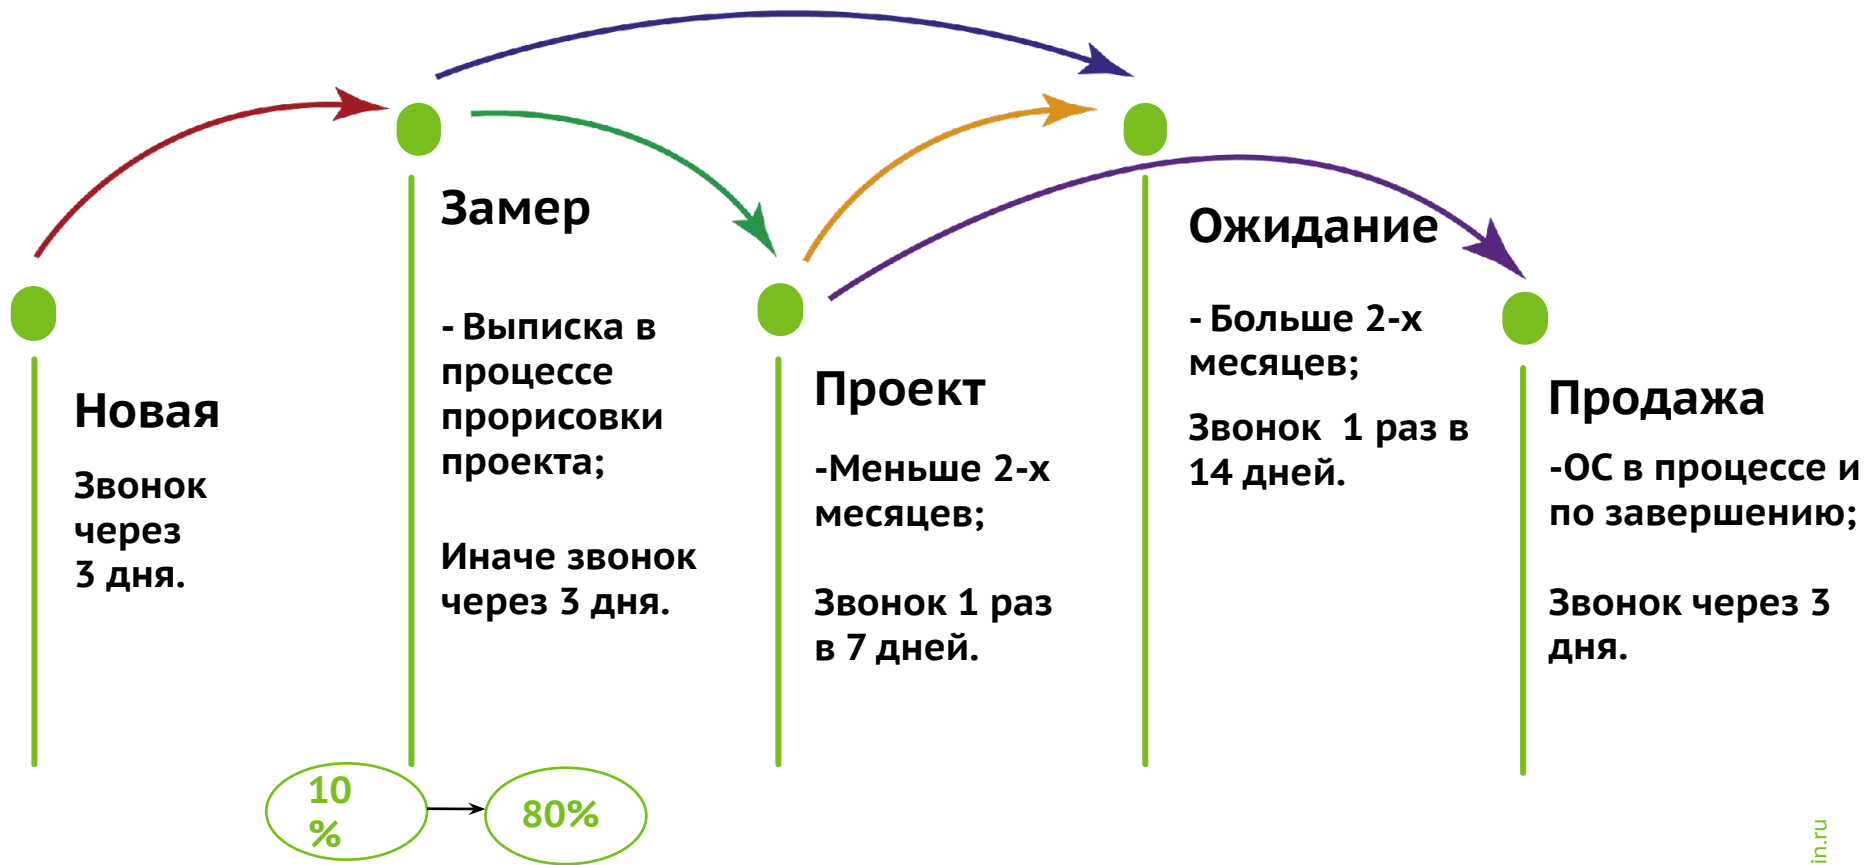 Новая
Звонок
через
3 дня.
Замер
- Выписка в
процессе
прорисовки
проекта;
Иначе звонок
через 3 дня.
Проект
-Меньше 2-х
месяцев;
Звонок 1 раз
в 7 дней.
Ожидание
- Больше 2-х
месяцев;
Звонок 1 раз в
14 дней.
Продажа
-ОС в процессе и
по завершению;
Звонок через 3
дня.
10
%
80%
in.ru